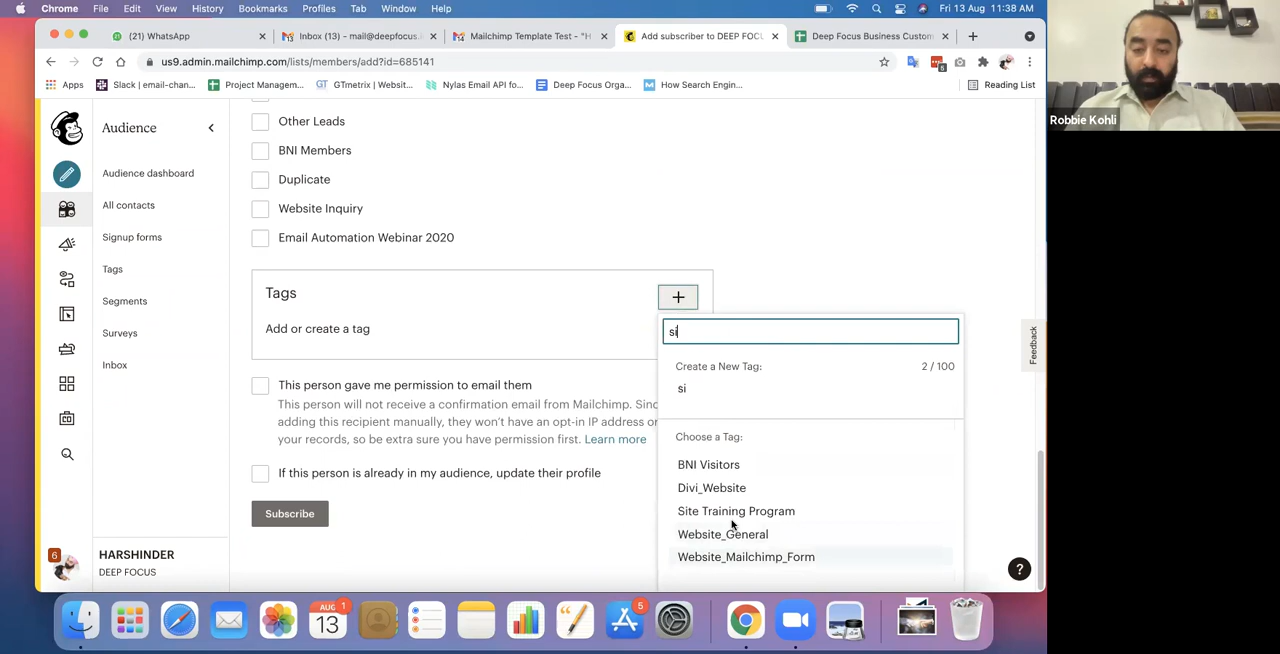 Chrome File Edit View History Bookmarks Profiles Tab Window Help Fri 13 Aug 11:38 AM
(21) WhatsApp Inbox (13) - mail@deepfocus. Mailchimp Template Test - "H Add subscriber to DEEP FOC Deep Focus Business Custom
us9.admin.mailchimp.com/lists/members/add?id=685141
6
Apps Slack | email-chan... Project Managem... GTmetrix | Websit... Nylas Email API fo... Deep Focus Orga... How Search Engin... Reading List
Robbie Kohli
Audience
Audience dashboard
All contacts
Signup forms
Tags
Segments
Surveys
Inbox
6
HARSHINDER
DEEP FOCUS
Other Leads
BNI Members
Duplicate
Website Inquiry
Email Automation Webinar 2020
Tags
+
Add or create a tag
si
Create a New Tag: 2 / 100
si
Choose a Tag:
BNI Visitors
Divi_Website
Site Training Program
Website_General
Website_Mailchimp_Form
This person gave me permission to email them
This person will not receive a confirmation email from Mailchimp. Sinc
adding this recipient manually, they won't have an opt-in IP address or
your records, so be extra sure you have permission first. Learn more
If this person is already in my audience, update their profile
Subscribe
Feedback
?
AUG 1
13
5